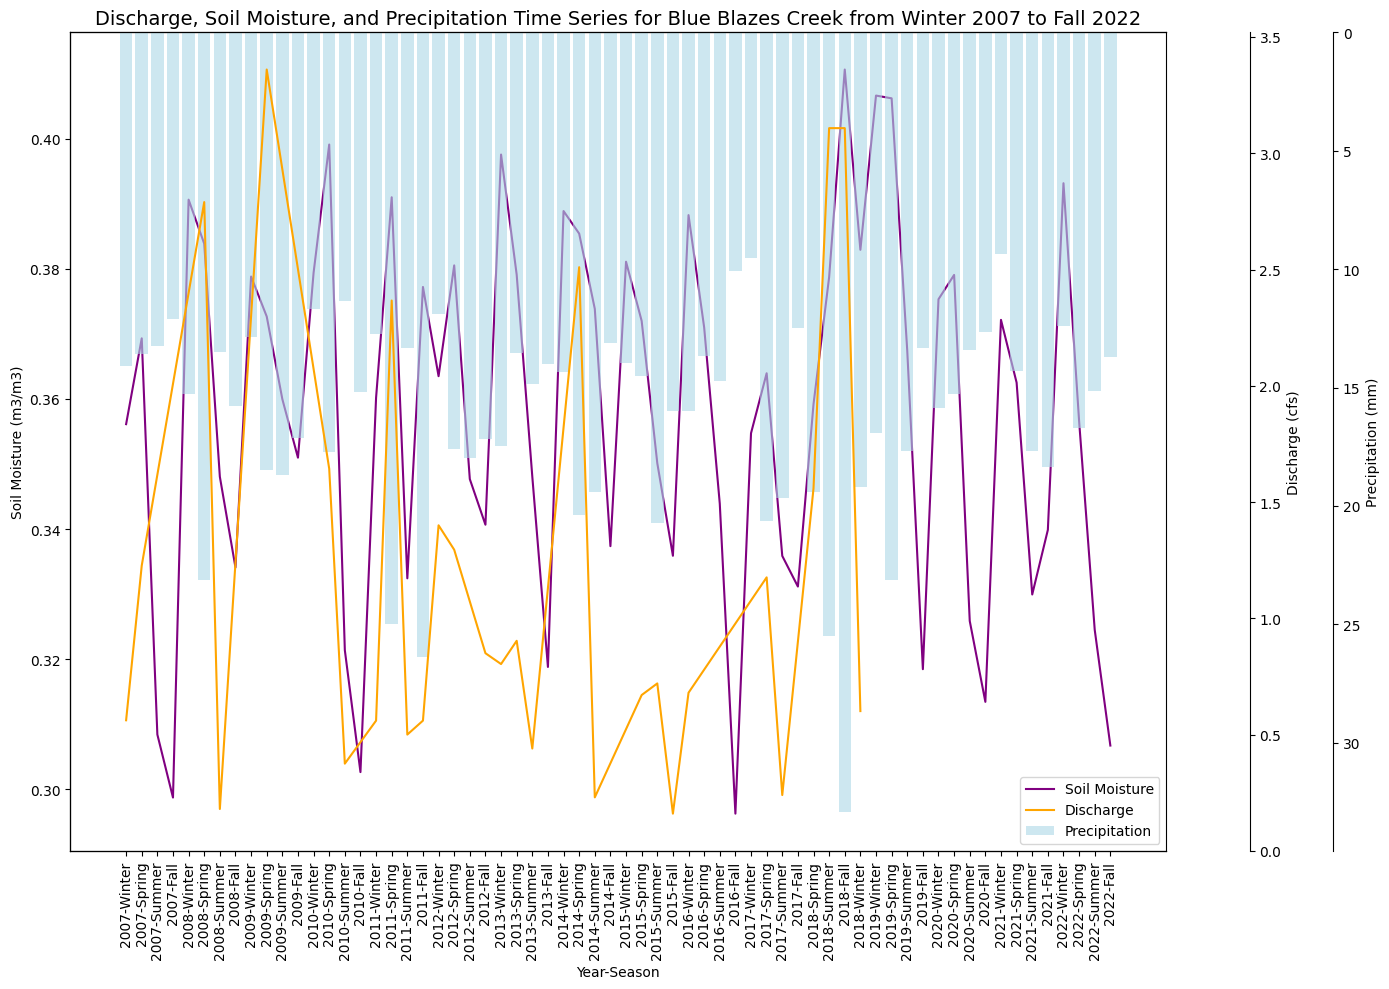 Discharge, Soil Moisture, and Precipitation Time Series for Blue Blazes Creek from Winter 2007 to Fall 2022
Soil Moisture (m3/m3)
0.40
0.38
0.36
0.34
0.32
0.30
Soil Moisture
Discharge
Precipitation
3.5
3.0
2.5
2.0
1.5
1.0
0.5
0.0
Discharge (cfs)
0
5
10
15
20
25
30
Precipitation (mm)
2007-Winter
2007-Spring
2007-Summer
2007-Fall
2008-Winter
2008-Spring
2008-Summer
2008-Fall
2009-Winter
2009-Spring
2009-Summer
2009-Fall
2010-Winter
2010-Spring
2010-Summer
2010-Fall
2011-Winter
2011-Spring
2011-Summer
2011-Fall
2012-Winter
2012-Spring
2012-Summer
2012-Fall
2013-Winter
2013-Spring
2013-Summer
2013-Fall
2014-Winter
2014-Spring
2014-Summer
2014-Fall
2015-Winter
2015-Spring
2015-Summer
2015-Fall
2016-Winter
2016-Spring
2016-Summer
2016-Fall
2017-Winter
2017-Spring
2017-Summer
2017-Fall
2018-Spring
2018-Summer
2018-Fall
2018-Winter
2019-Winter
2019-Spring
2019-Summer
2019-Fall
2020-Winter
2020-Spring
2020-Summer
2020-Fall
2021-Winter
2021-Spring
2021-Summer
2021-Fall
2022-Winter
2022-Spring
2022-Summer
2022-Fall
Year-Season